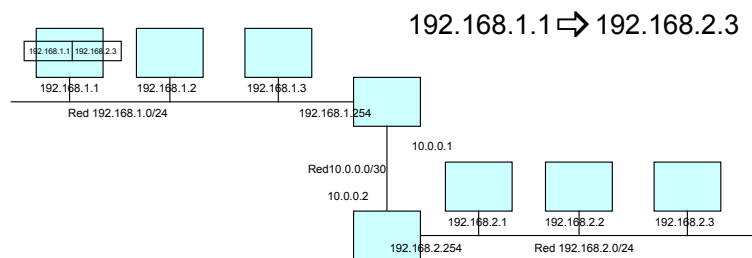 192.168.1.1 ⇨ 192.168.2.3
192.168.1.1 192.168.2.3
192.168.1.1
192.168.1.2
192.168.1.3
Red 192.168.1.0/24
192.168.1.254
10.0.0.1
Red10.0.0.0/30
10.0.0.2
192.168.2.1
192.168.2.2
192.168.2.3
192.168.2.254
Red 192.168.2.0/24